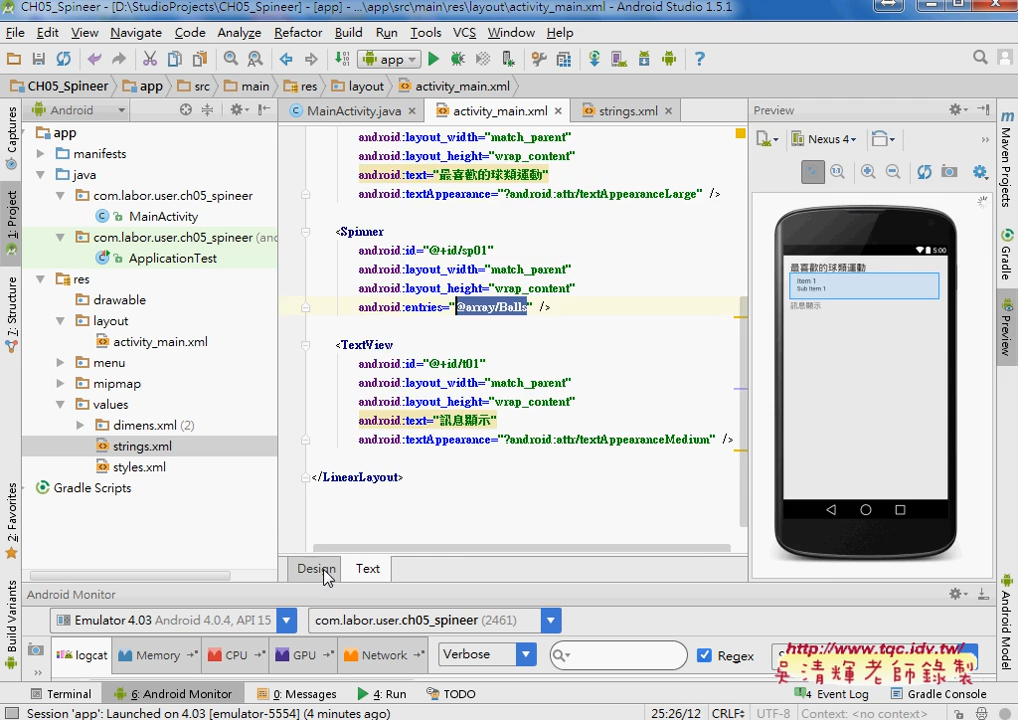 CH05_Spineer - [D:\StudioProjects\CH05_Spineer] - [app] - ...\app\src\main\res\layout\activity_main.xml - Android Studio 1.5.1
File Edit View Navigate Code Analyze Refactor Build Run Tools VCS Window Help
app
CH05_Spineer app src main res layout activity_main.xml
Android
MainActivity.java activity_main.xml strings.xml
Preview
Nexus 4
Captures
1: Project
7: Structure
2: Favorites
Build Variants
app
manifests
java
com.labor.user.ch05_spineer
MainActivity
com.labor.user.ch05_spineer (and
ApplicationTest
res
drawable
layout
activity_main.xml
menu
mipmap
values
dimens.xml (2)
strings.xml
styles.xml
Gradle Scripts
android:layout_width="match_parent"
android:layout_height="wrap_content"
android:text="最喜歡的球類運動"
android:textAppearance="?android:attr/textAppearanceLarge" />
<Spinner
android:id="@+id/sp01"
android:layout_width="match_parent"
android:layout_height="wrap_content"
android:entries="@array/Balls" />
<TextView
android:id="@+id/t01"
android:layout_width="match_parent"
android:layout_height="wrap_content"
android:text="訊息顯示"
android:textAppearance="?android:attr/textAppearanceMedium" />
</LinearLayout>
Design Text
5:00
最喜歡的球類運動
Item 1
Sub Item 1
訊息顯示
Maven Projects
Gradle
Preview
Android Model
Android Monitor
Emulator 4.03 Android 4.0.4, API 15
com.labor.user.ch05_spineer (2461)
logcat Memory CPU GPU Network Verbose Regex
http://www.tqc.idv.tw/
吳清輝老師錄製
Terminal 6: Android Monitor 0: Messages 4: Run TODO Event Log Gradle Console
Session 'app': Launched on 4.03 [emulator-5554] (4 minutes ago) 25:26/12 CRLF UTF-8 Context: <no context>